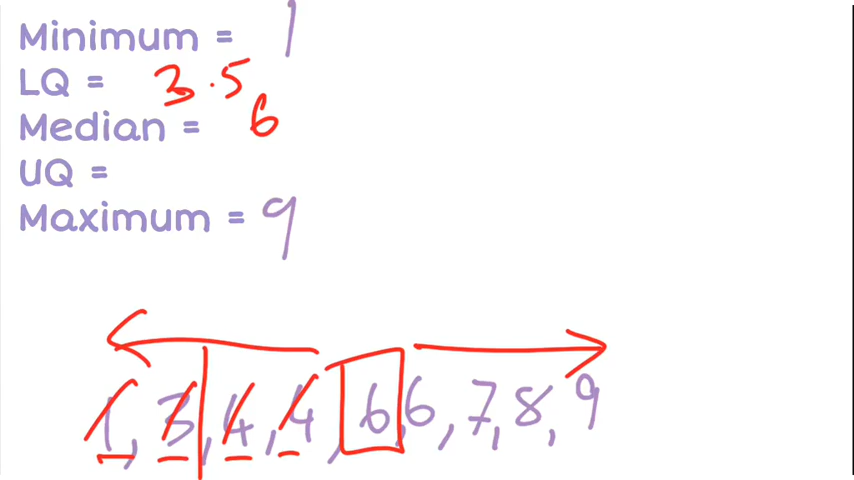 Minimum = 1
LQ = 3.5
Median = 6
UQ =
Maximum = 9
1, 3, 4, 4, 6, 6, 7, 8, 9